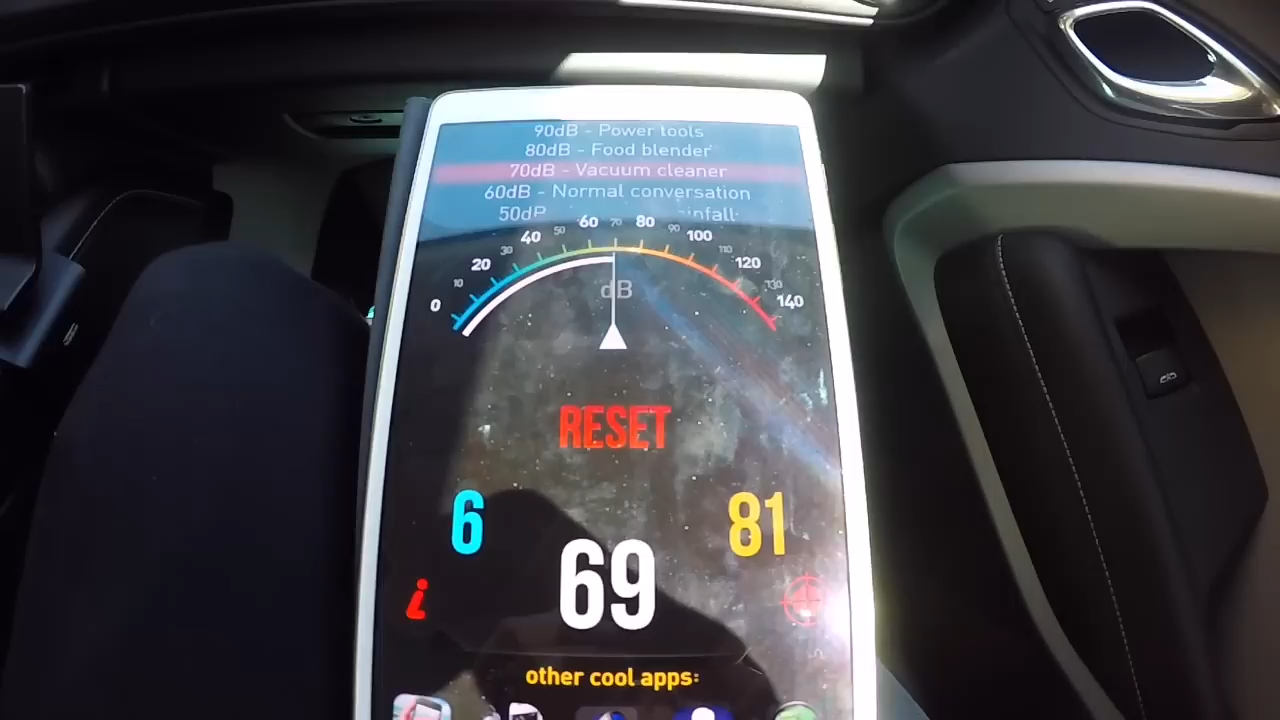 90dB - Power tools
80dB - Food blender
70dB - Vacuum cleaner
60dB - Normal conversation
50dB
0 10 20 30 40 50 60 70 80 90 100 110 120 130 140
dB
RESET
6
81
69
i
other cool apps: